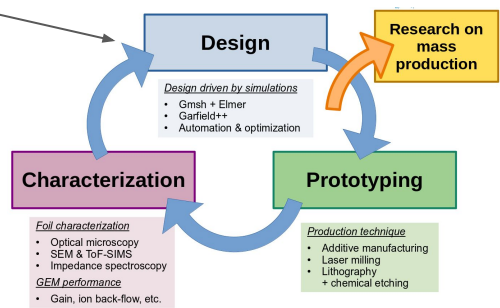 Design
Research on
mass
production
Design driven by simulations
• Gmsh + Elmer
• Garfield++
• Automation & optimization
Characterization
Prototyping
Foil characterization
• Optical microscopy
• SEM & ToF-SIMS
• Impedance spectroscopy
GEM performance
• Gain, ion back-flow, etc.
Production technique
• Additive manufacturing
• Laser milling
• Lithography
+ chemical etching